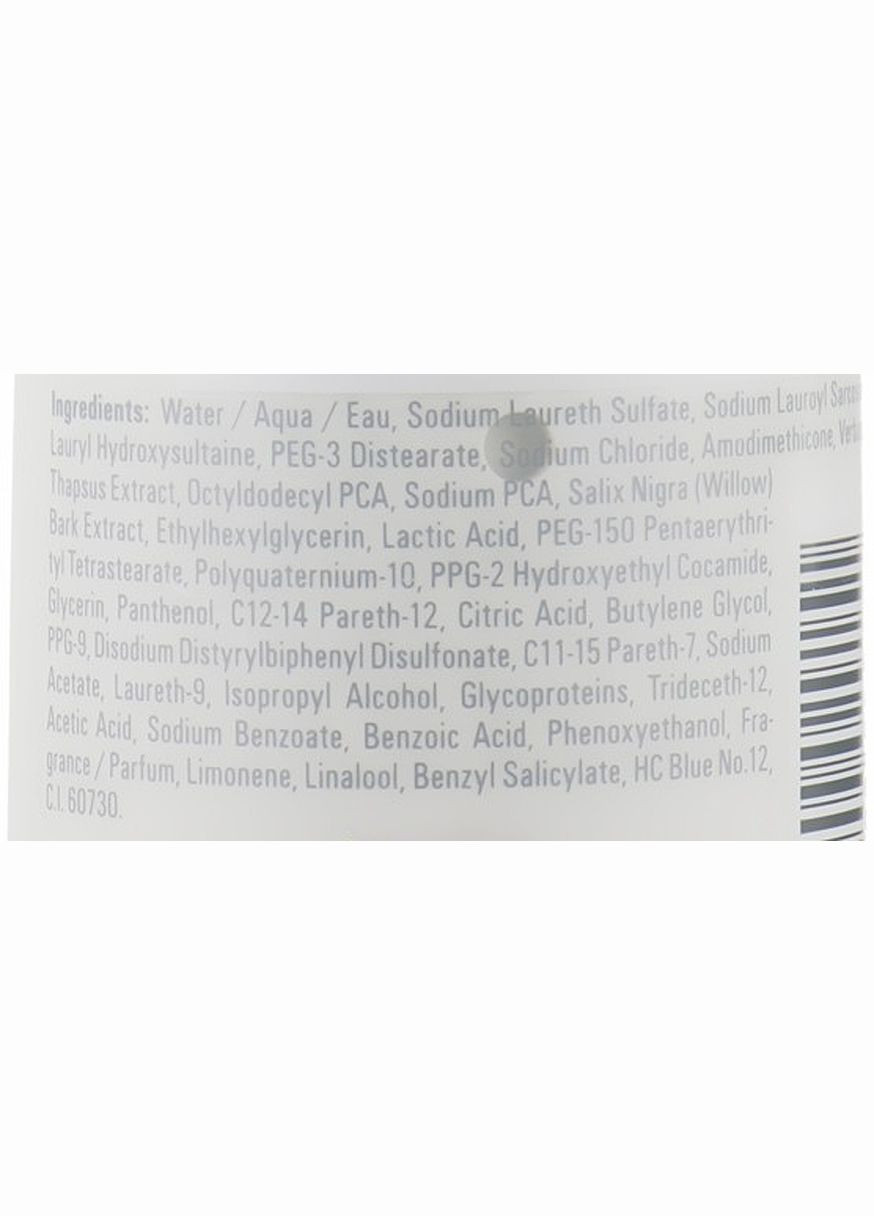 Ingredients: Water / Aqua / Eau, Sodium Laureth Sulfate, Sodium Lauroyl
Lauryl Hydroxysultaine, PEG-3 Distearate, Sodium Chloride, Amodimethicone,
Thapsus Extract, Octyldodecyl PCA, Sodium PCA, Salix Nigra (Willow)
Bark Extract, Ethylhexylglycerin, Lactic Acid, PEG-150 Pentaerythri-
tyl Tetrastearate, Polyquaternium-10, PPG-2 Hydroxyethyl Cocamide,
Glycerin, Panthenol, C12-14 Pareth-12, Citric Acid, Butylene Glycol,
PPG-9, Disodium Distyrylbiphenyl Disulfonate, C11-15 Pareth-7, Sodium
Acetate, Laureth-9, Isopropyl Alcohol, Glycoproteins, Trideceth-12,
Acetic Acid, Sodium Benzoate, Benzoic Acid, Phenoxyethanol, Fra-
grance / Parfum, Limonene, Linalool, Benzyl Salicylate, HC Blue No.12,
C.I. 60730.